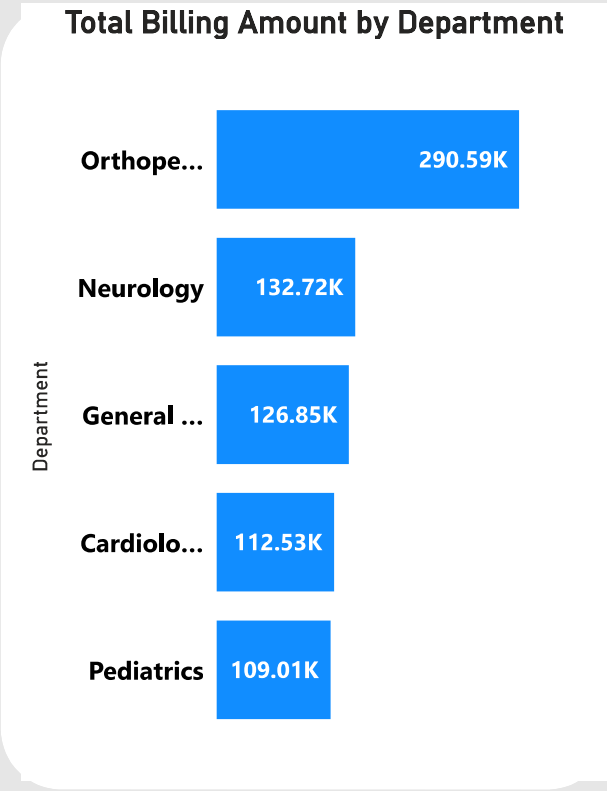 Total Billing Amount by Department
Department
Orthope... 290.59K
Neurology 132.72K
General ... 126.85K
Cardiolo... 112.53K
Pediatrics 109.01K